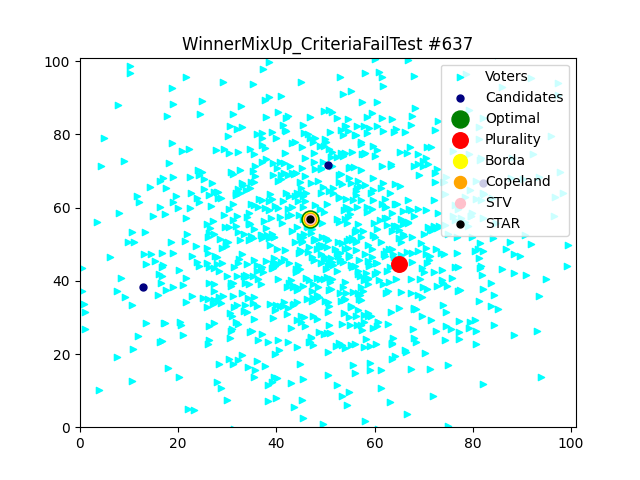 WinnerMixUp_CriteriaFailTest #637
100
80
60
40
20
0
0
20
40
60
80
100
Voters
Candidates
Optimal
Plurality
Borda
Copeland
STV
STAR